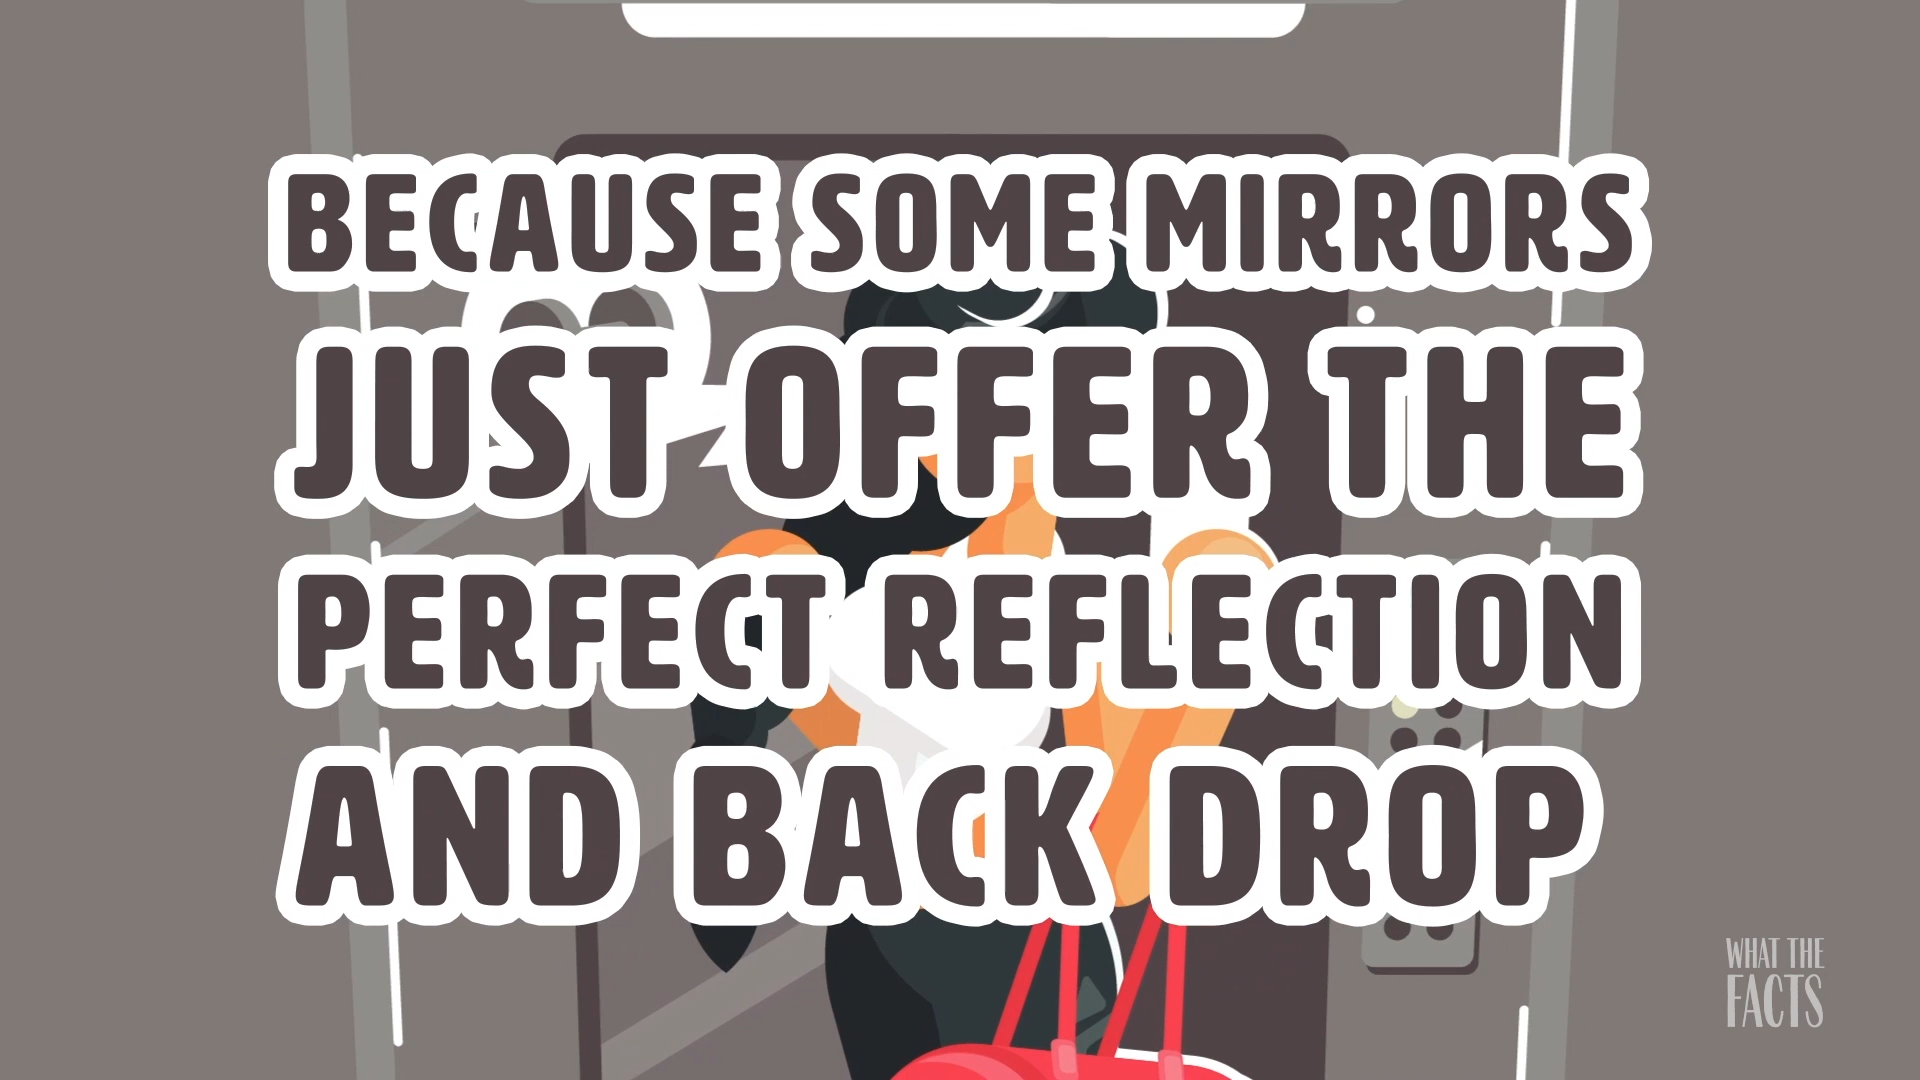 BECAUSE SOME MIRRORS
JUST OFFER THE
PERFECT REFLECTION
AND BACK DROP
WHAT THE
FACTS